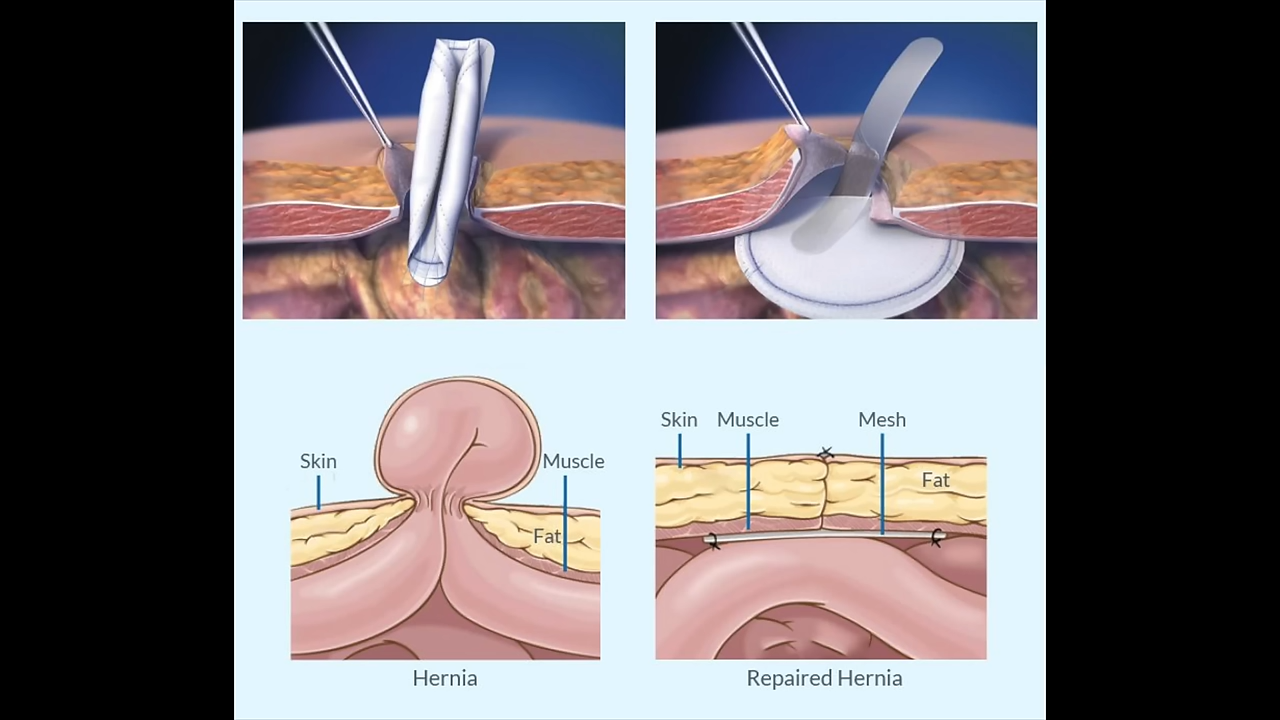 Skin
Muscle
Fat
Hernia
Skin Muscle Mesh
Fat
Repaired Hernia